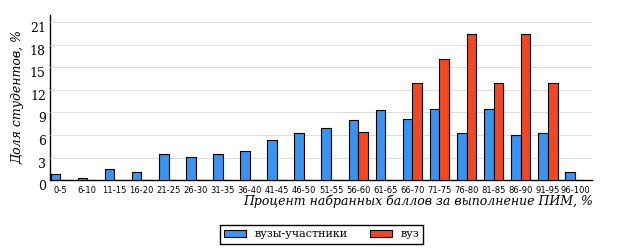 Доля студентов, %
21
18
15
12
9
6
3
0
0-5 6-10 11-15 16-20 21-25 26-30 31-35 36-40 41-45 46-50 51-55 56-60 61-65 66-70 71-75 76-80 81-85 86-90 91-95 96-100
Процент набранных баллов за выполнение ПИМ, %
вузы-участники вуз